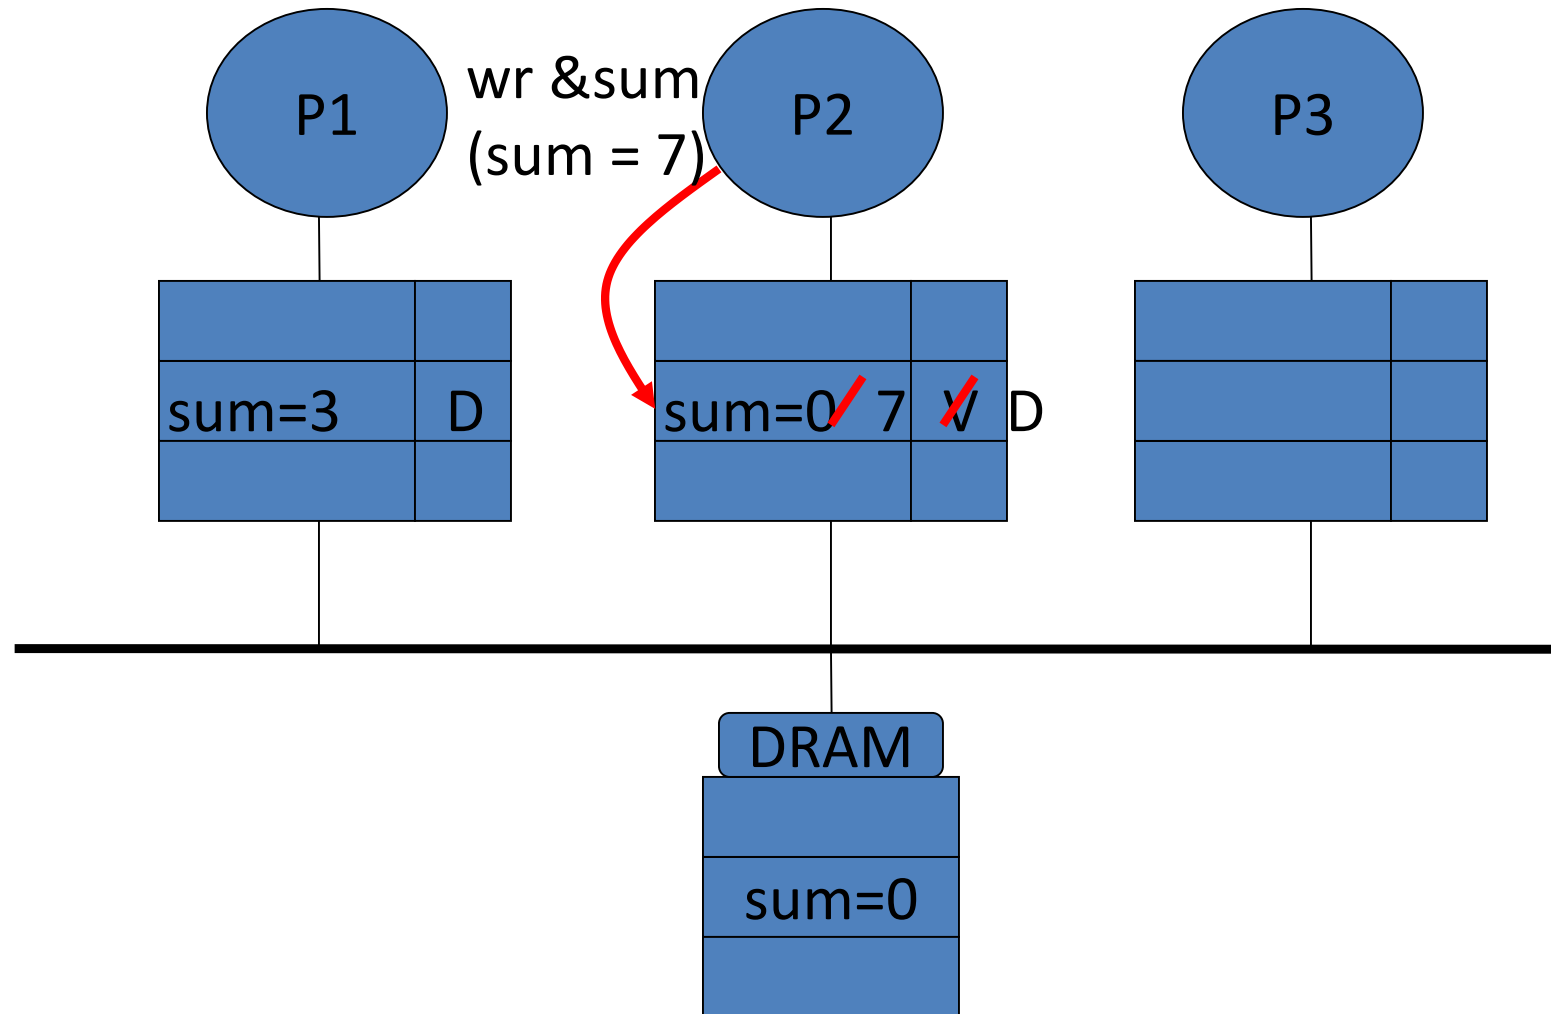 P1
wr &sum
(sum = 7)
P2
P3
sum=3 D
sum=0 7 V D
DRAM
sum=0